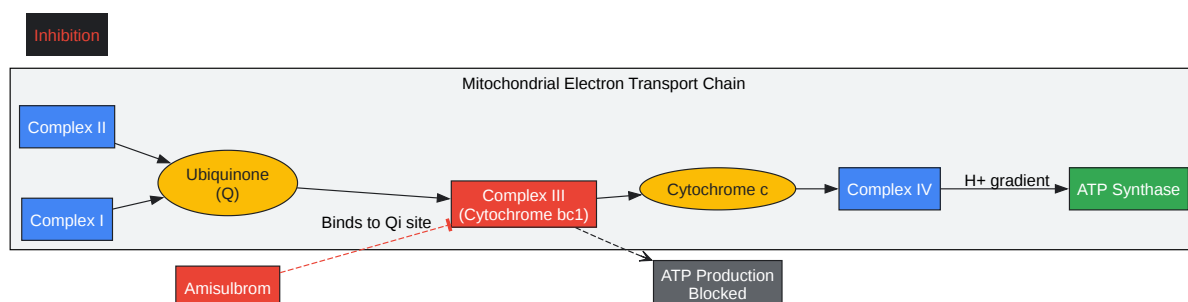 Inhibition
Mitochondrial Electron Transport Chain
Complex II
Complex I
Ubiquinone
(Q)
Binds to Qi site
Complex III
(Cytochrome bc1)
Cytochrome c
Complex IV
H+ gradient
ATP Synthase
Amisulbrom
ATP Production
Blocked